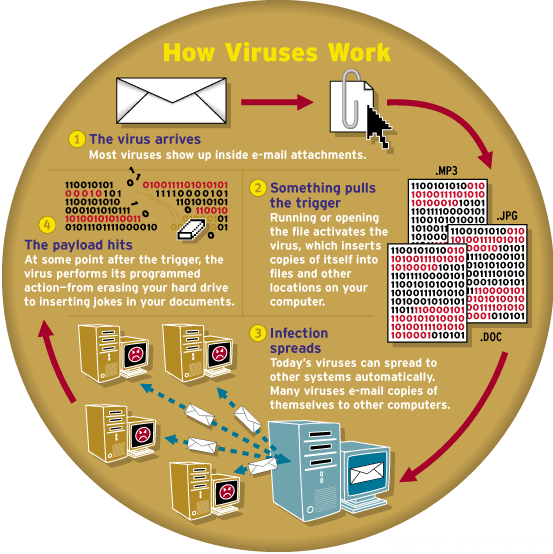 How Viruses Work
1 The virus arrives
Most viruses show up inside e-mail attachments.
2 Something pulls
the trigger
Running or opening
the file activates the
virus, which inserts
copies of itself into
files and other
locations on your
computer.
.MP3
.JPG
.DOC
3 Infection
spreads
Today's viruses can spread to
other systems automatically.
Many viruses e-mail copies of
themselves to other computers.
4
The payload hits
At some point after the trigger, the
virus performs its programmed
action—from erasing your hard drive
to inserting jokes in your documents.